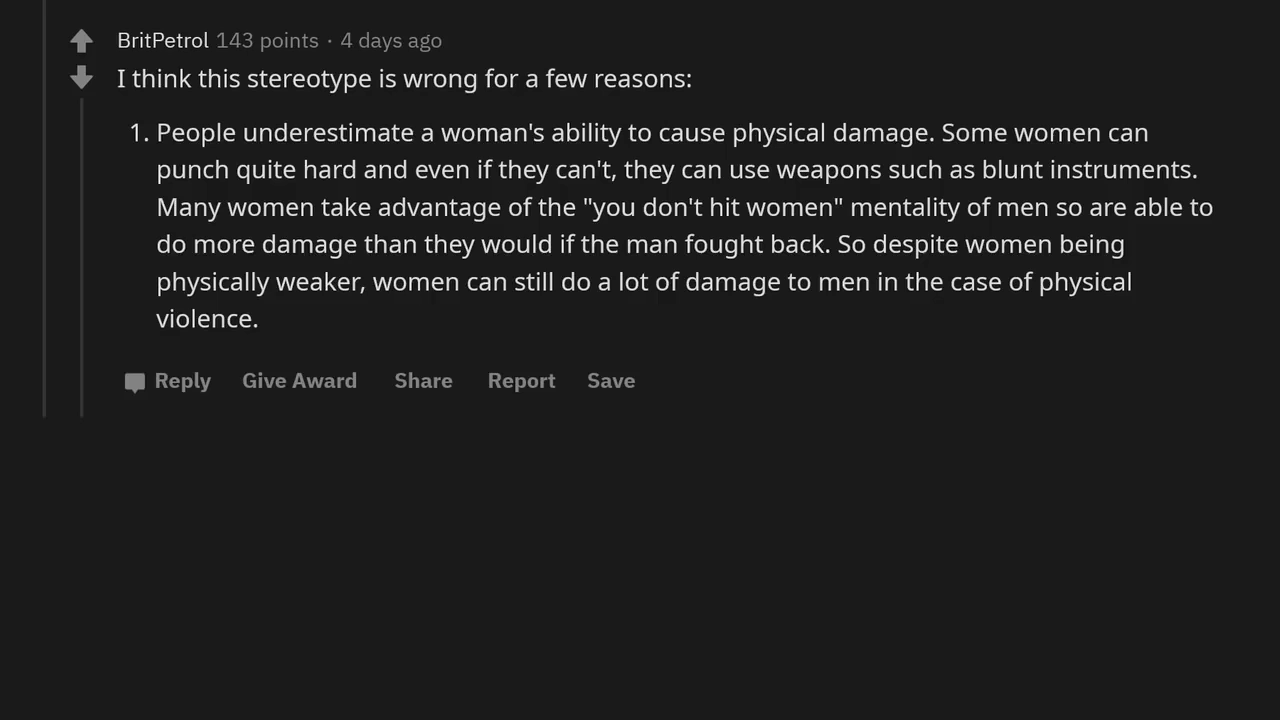 BritPetrol 143 points · 4 days ago
I think this stereotype is wrong for a few reasons:
1. People underestimate a woman's ability to cause physical damage. Some women can
punch quite hard and even if they can't, they can use weapons such as blunt instruments.
Many women take advantage of the "you don't hit women" mentality of men so are able to
do more damage than they would if the man fought back. So despite women being
physically weaker, women can still do a lot of damage to men in the case of physical
violence.
Reply Give Award Share Report Save